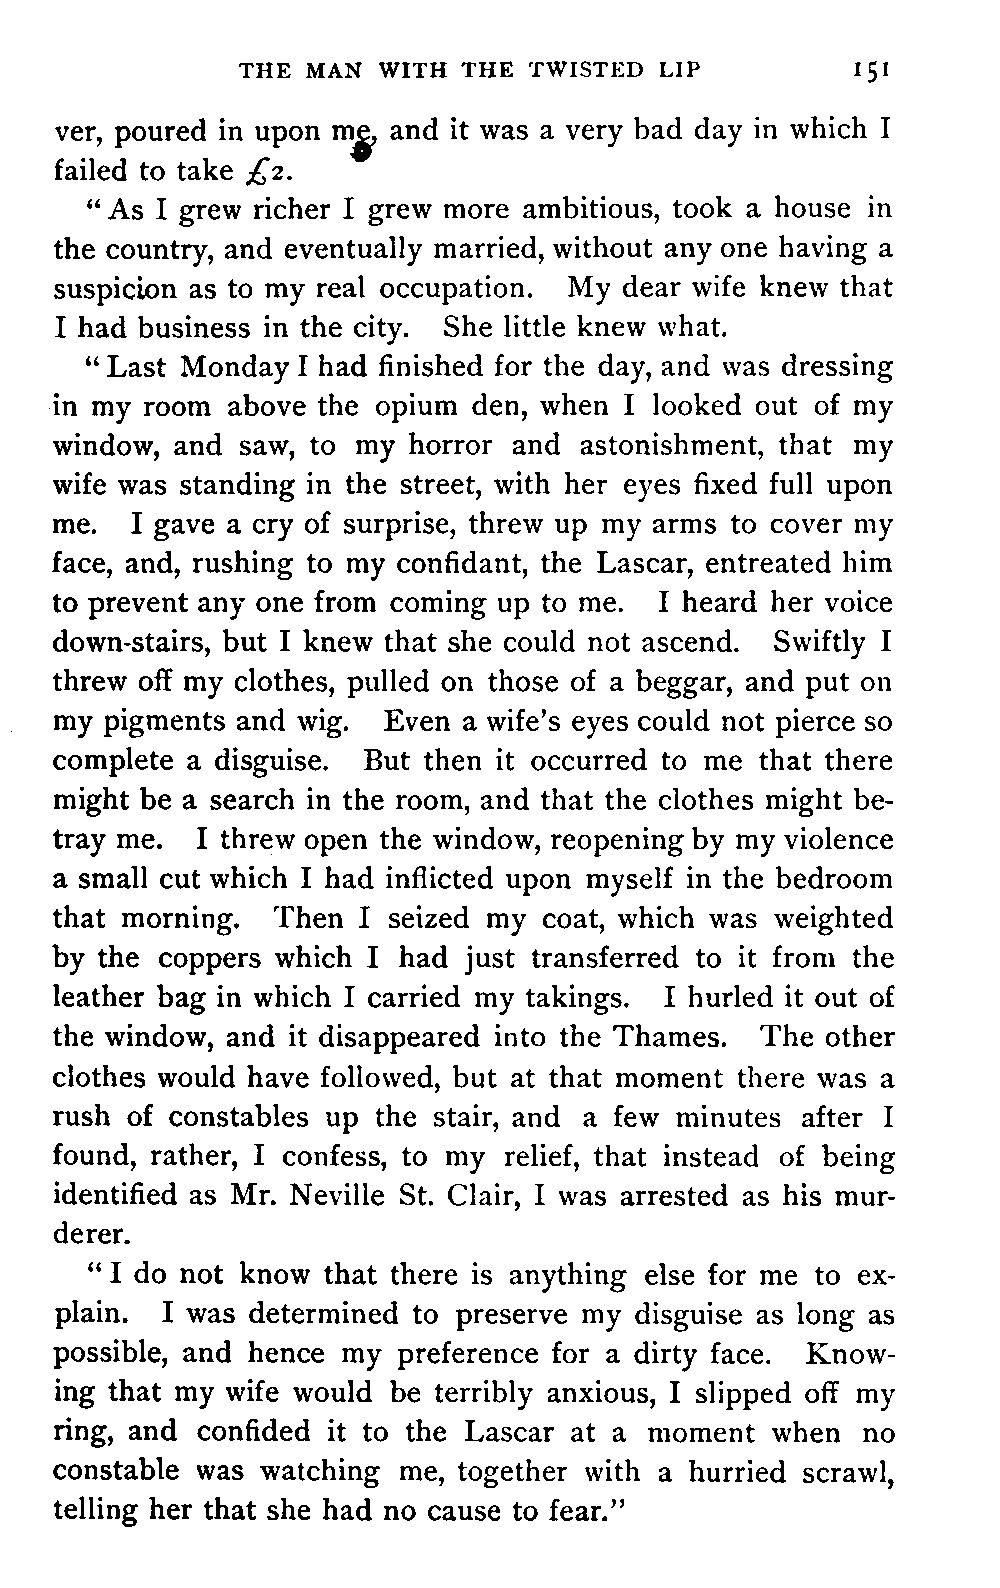 THE MAN WITH THE TWISTED LIP 151
ver, poured in upon me, and it was a very bad day in which I
failed to take £2.
“As I grew richer I grew more ambitious, took a house in
the country, and eventually married, without any one having a
suspicion as to my real occupation. My dear wife knew that
I had business in the city. She little knew what.
“Last Monday I had finished for the day, and was dressing
in my room above the opium den, when I looked out of my
window, and saw, to my horror and astonishment, that my
wife was standing in the street, with her eyes fixed full upon
me. I gave a cry of surprise, threw up my arms to cover my
face, and, rushing to my confidant, the Lascar, entreated him
to prevent any one from coming up to me. I heard her voice
down-stairs, but I knew that she could not ascend. Swiftly I
threw off my clothes, pulled on those of a beggar, and put on
my pigments and wig. Even a wife’s eyes could not pierce so
complete a disguise. But then it occurred to me that there
might be a search in the room, and that the clothes might be-
tray me. I threw open the window, reopening by my violence
a small cut which I had inflicted upon myself in the bedroom
that morning. Then I seized my coat, which was weighted
by the coppers which I had just transferred to it from the
leather bag in which I carried my takings. I hurled it out of
the window, and it disappeared into the Thames. The other
clothes would have followed, but at that moment there was a
rush of constables up the stair, and a few minutes after I
found, rather, I confess, to my relief, that instead of being
identified as Mr. Neville St. Clair, I was arrested as his mur-
derer.
“I do not know that there is anything else for me to ex-
plain. I was determined to preserve my disguise as long as
possible, and hence my preference for a dirty face. Know-
ing that my wife would be terribly anxious, I slipped off my
ring, and confided it to the Lascar at a moment when no
constable was watching me, together with a hurried scrawl,
telling her that she had no cause to fear.”